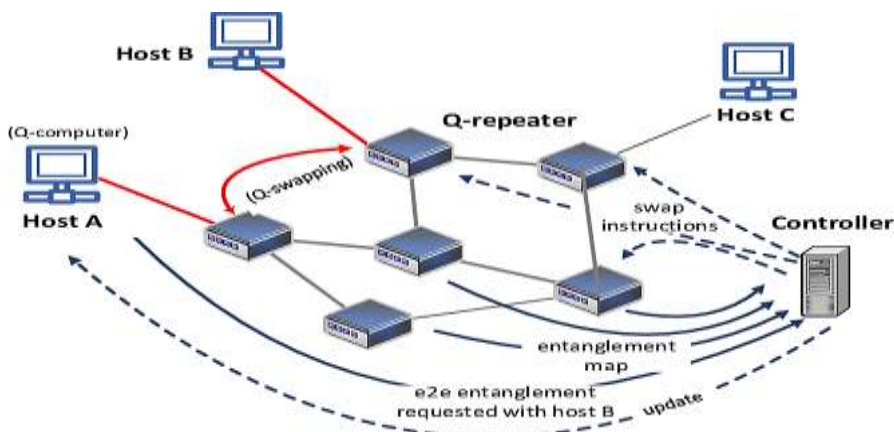 Host B
Host C
Q-repeater
(Q-computer)
(Q-swapping)
Host A
swap
instructions
Controller
entanglement
map
e2e entanglement
requested with host B
update